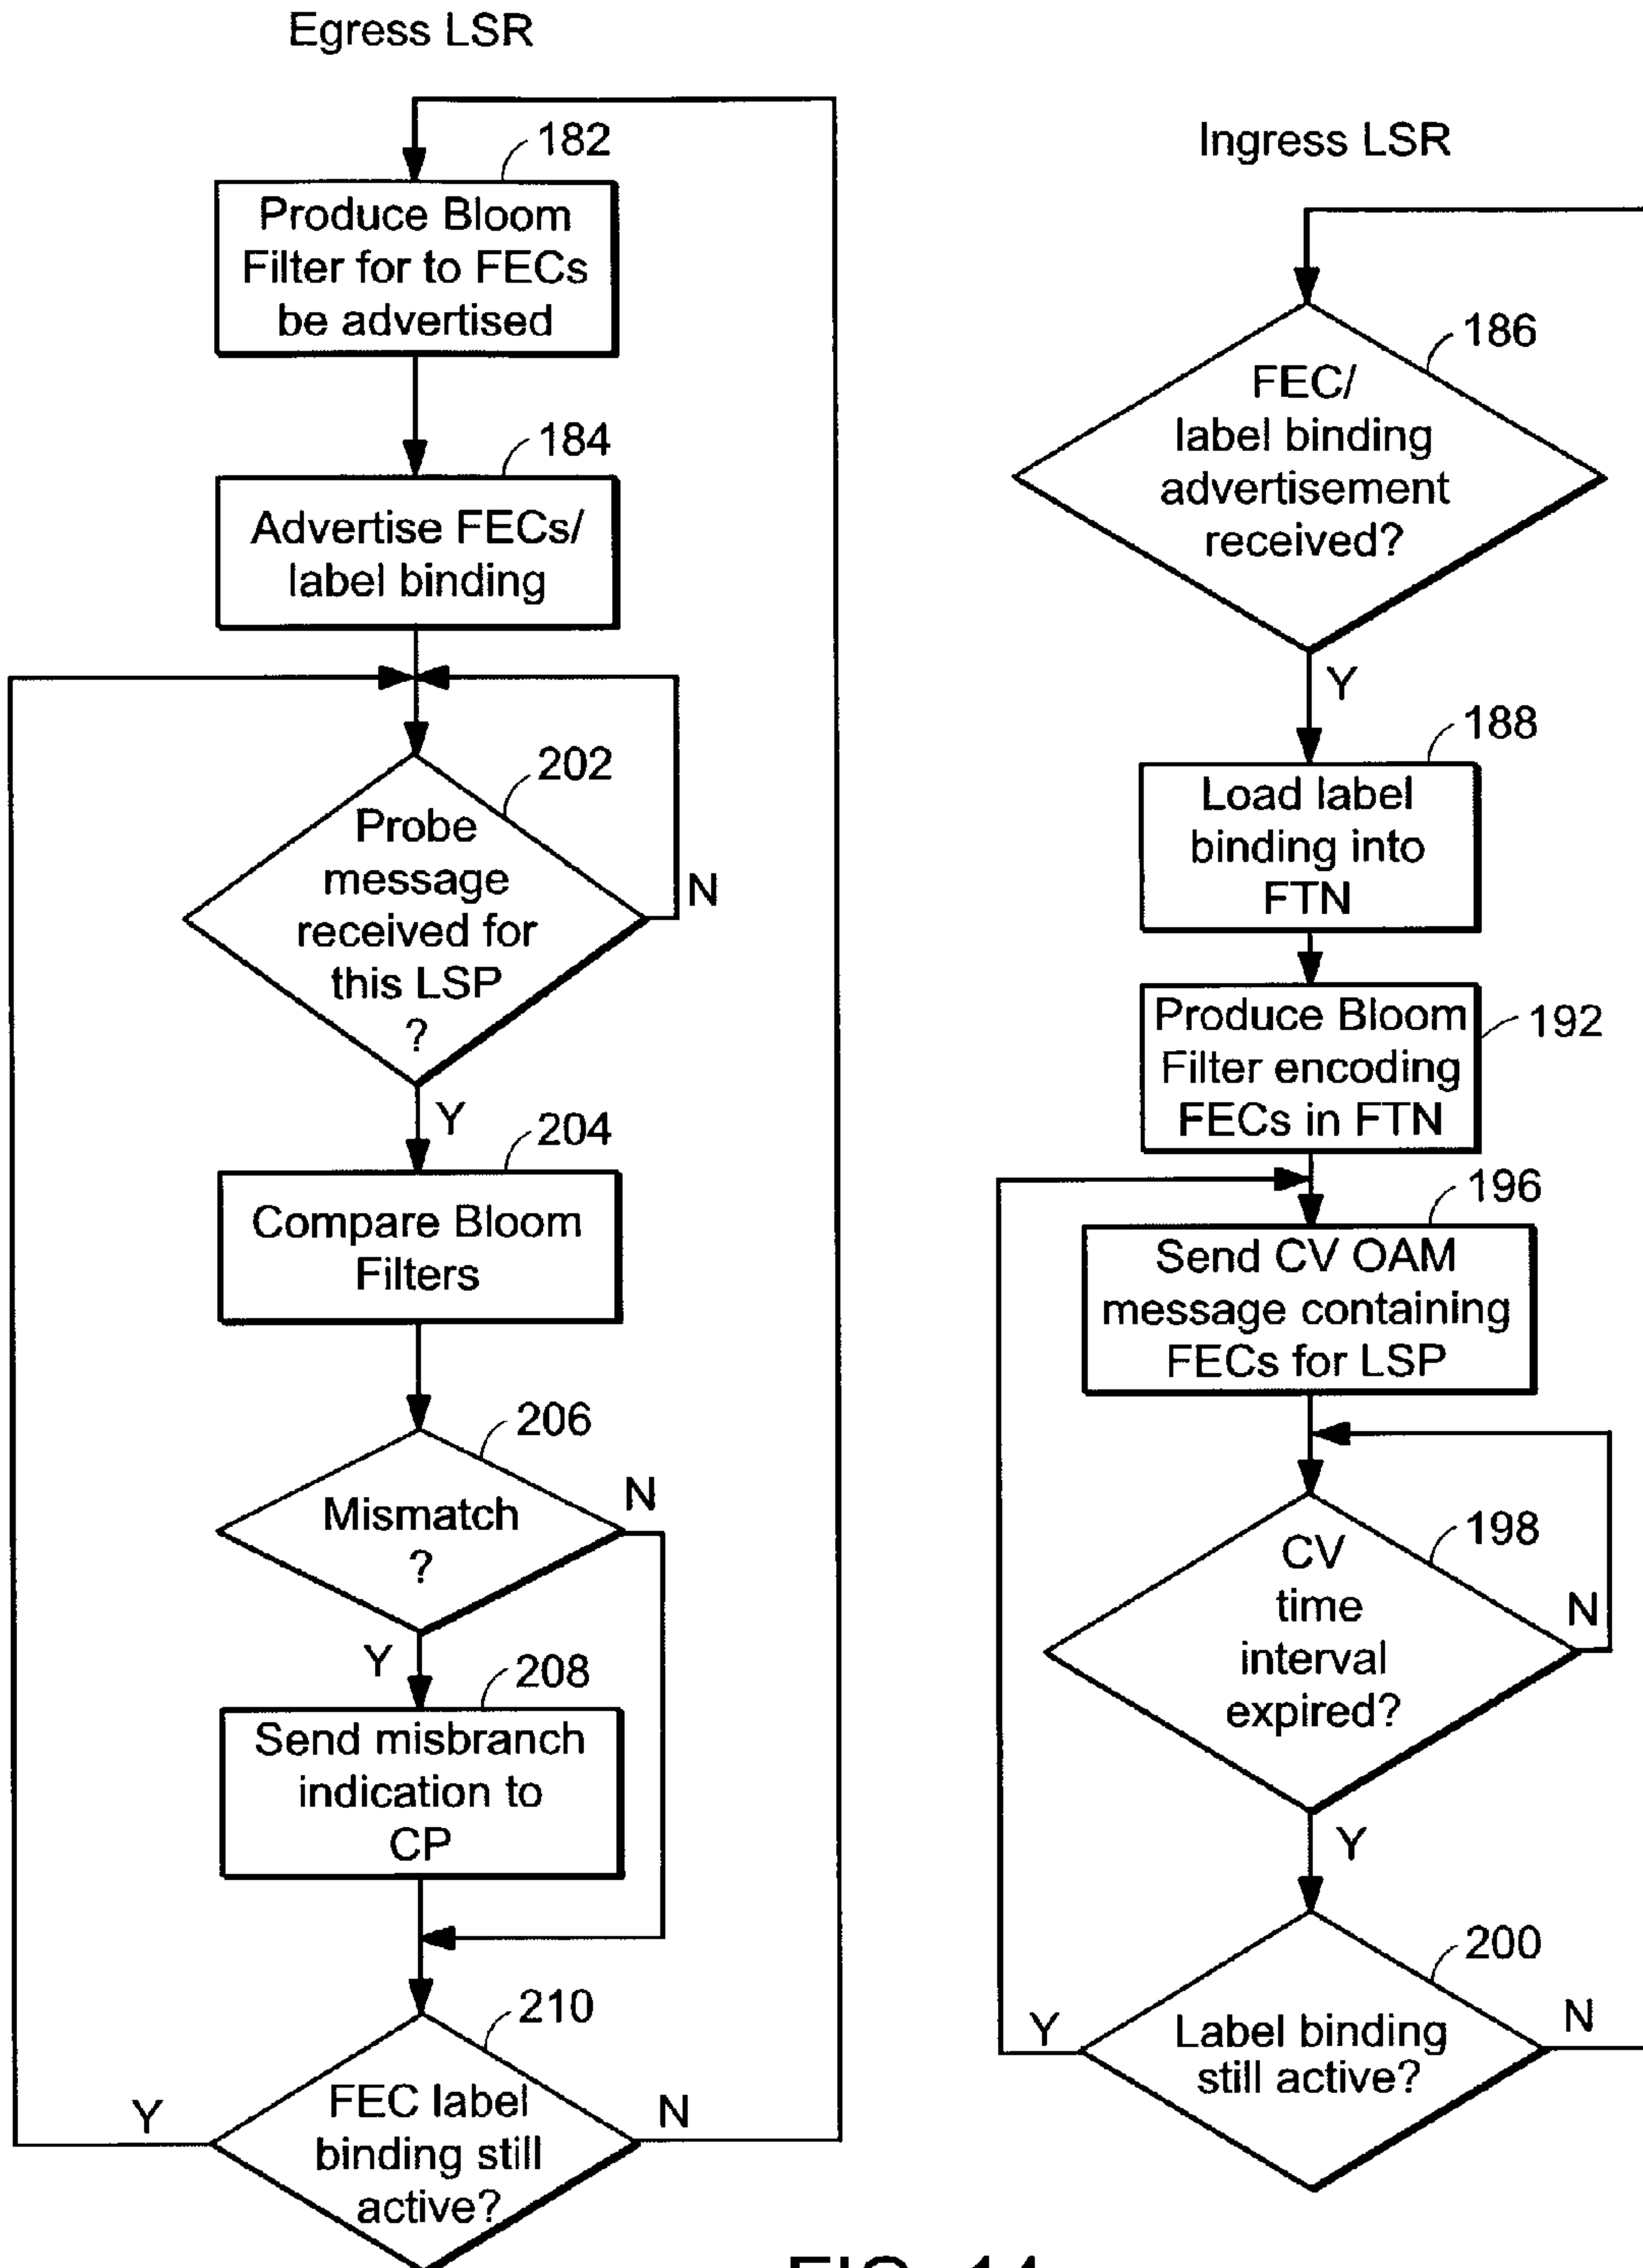 Egress LSR
182
Produce Bloom
Filter for to FECs
be advertised
184
Advertise FECs/
label binding
202
Probe
message
received for
this LSP
?
N
Y
204
Compare Bloom
Filters
206
Mismatch
?
N
Y
208
Send misbranch
indication to
CP
210
FEC label
binding still
active?
Y
N
Ingress LSR
186
FEC/
label binding
advertisement
received?
Y
188
Load label
binding into
FTN
192
Produce Bloom
Filter encoding
FECs in FTN
196
Send CV OAM
message containing
FECs for LSP
198
CV
time
interval
expired?
N
Y
200
Label binding
still active?
Y
N